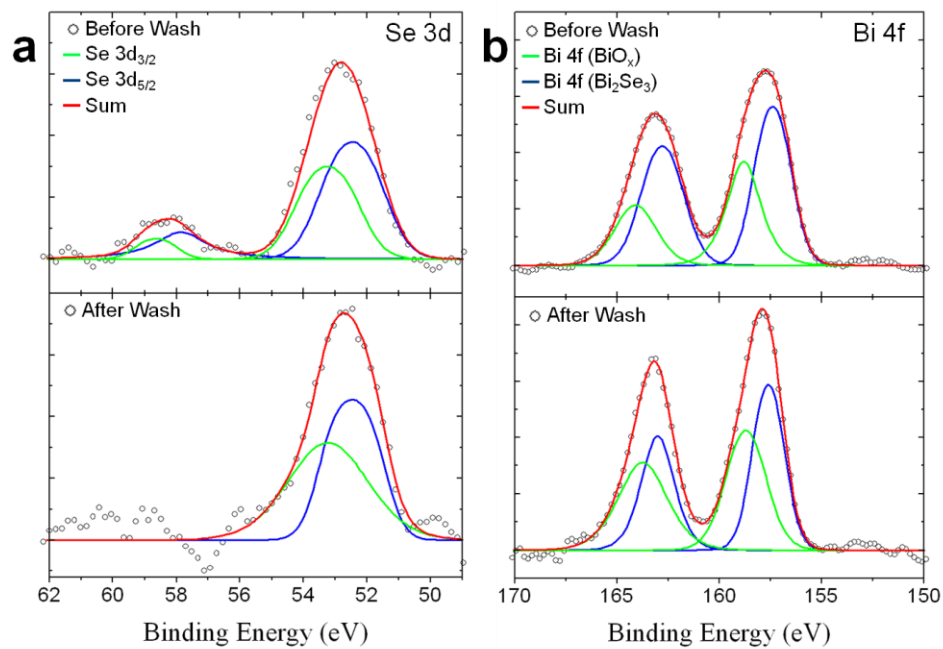 a
Before Wash
Se 3d3/2
Se 3d5/2
Sum
Se 3d
After Wash
62 60 58 56 54 52 50
Binding Energy (eV)
b
Before Wash
Bi 4f (BiOx)
Bi 4f (Bi2Se3)
Sum
Bi 4f
After Wash
170 165 160 155 150
Binding Energy (eV)